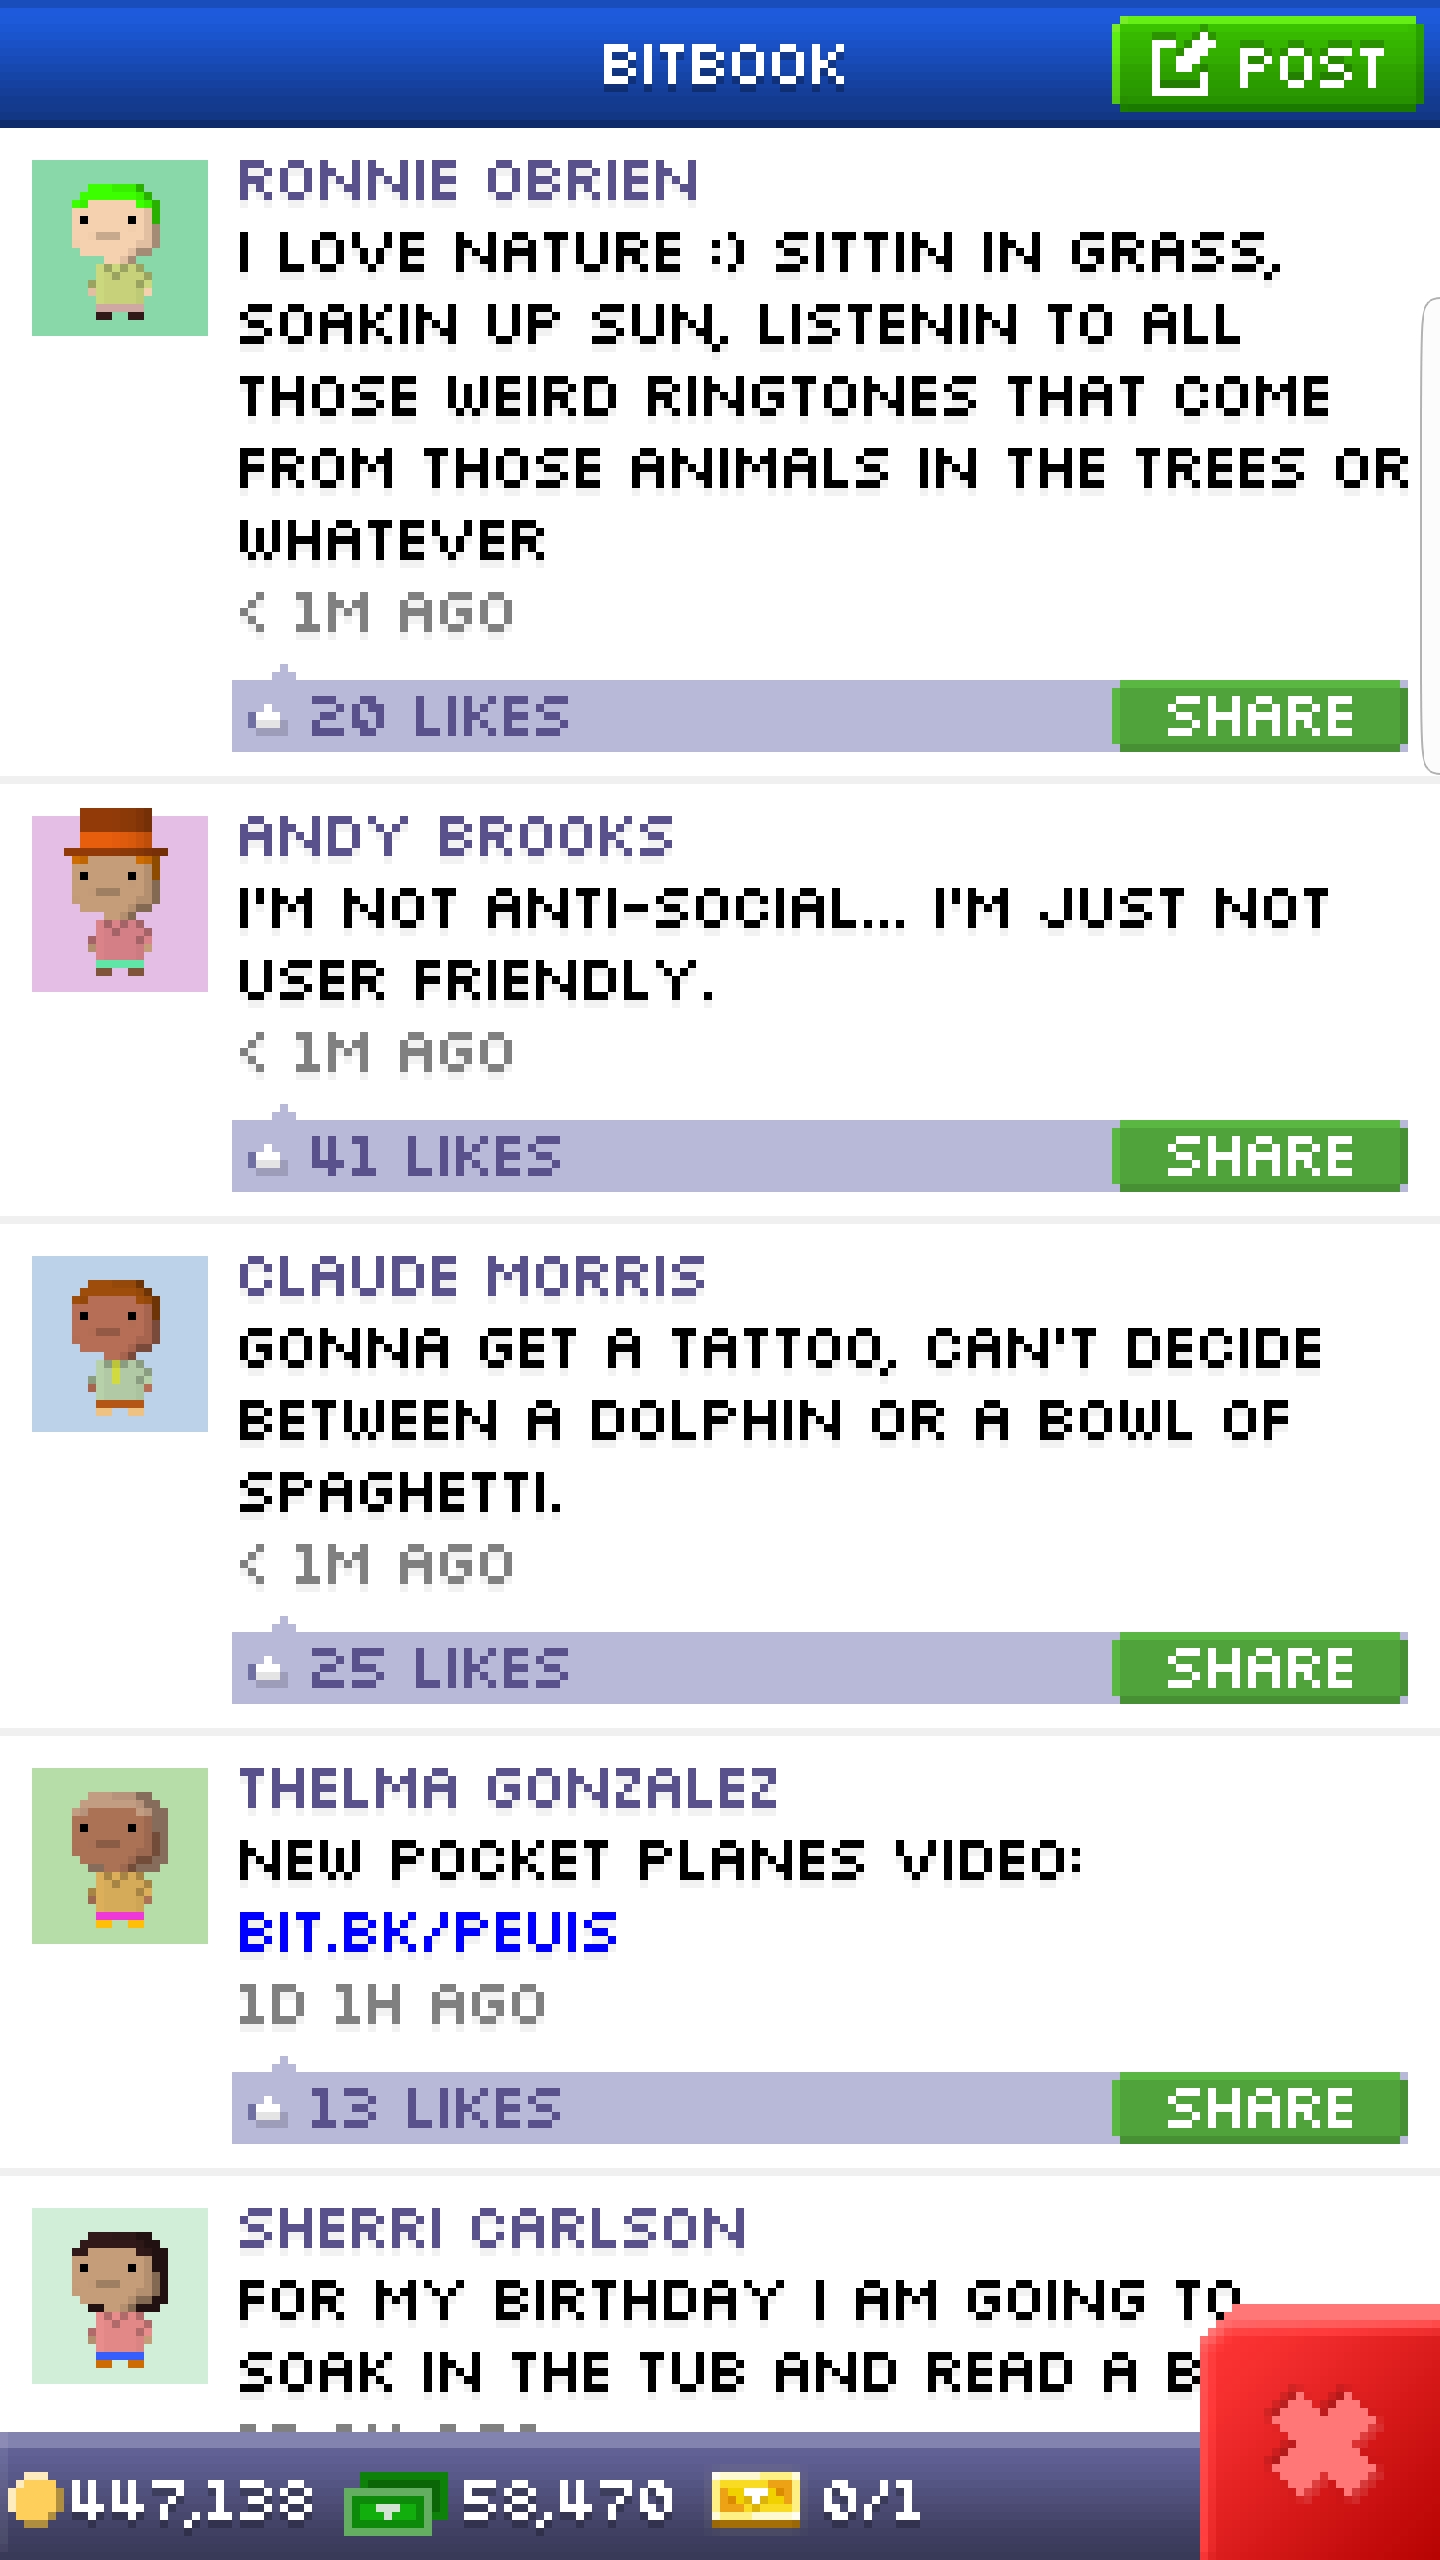 BITBOOK
POST
RONNIE OBRIEN
I LOVE NATURE :) SITTIN IN GRASS,
SOAKIN UP SUN, LISTENIN TO ALL
THOSE WEIRD RINGTONES THAT COME
FROM THOSE ANIMALS IN THE TREES OR
WHATEVER
< 1M AGO
20 LIKES
SHARE
ANDY BROOKS
I'M NOT ANTI-SOCIAL... I'M JUST NOT
USER FRIENDLY.
< 1M AGO
41 LIKES
SHARE
CLAUDE MORRIS
GONNA GET A TATTOO, CAN'T DECIDE
BETWEEN A DOLPHIN OR A BOWL OF
SPAGHETTI.
< 1M AGO
25 LIKES
SHARE
THELMA GONZALEZ
NEW POCKET PLANES VIDEO:
BIT.BK/PEUIS
1D 1H AGO
13 LIKES
SHARE
SHERRI CARLSON
FOR MY BIRTHDAY I AM GOING TO
SOAK IN THE TUB AND READ A
447,138
58,470
0/1